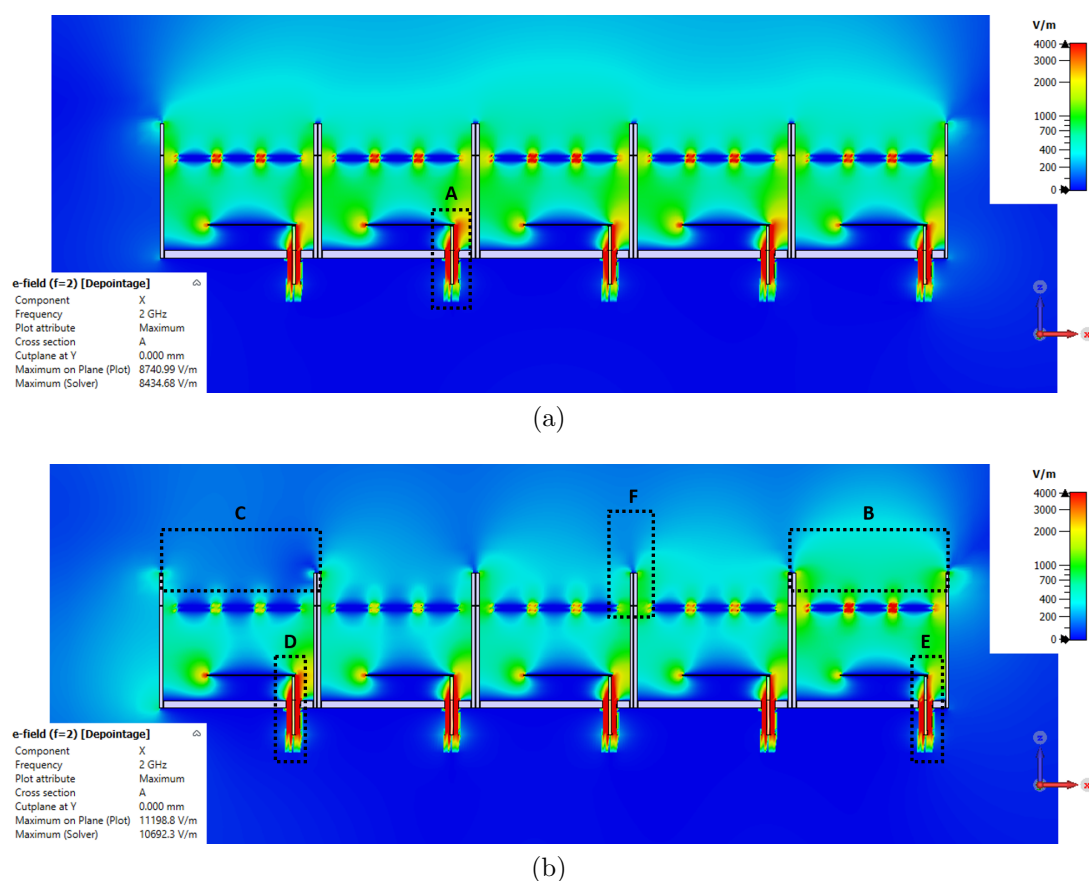 V/m
4000
3000
2000
1000
700
400
200
0
A
e-field (f=2) [Depointage]
Component X
Frequency 2 GHz
Plot attribute Maximum
Cross section A
Cutplane at Y 0.000 mm
Maximum on Plane (Plot) 8740.99 V/m
Maximum (Solver) 8434.68 V/m
z
x
(a)
V/m
4000
3000
2000
1000
700
400
200
0
C
F
B
D
E
e-field (f=2) [Depointage]
Component X
Frequency 2 GHz
Plot attribute Maximum
Cross section A
Cutplane at Y 0.000 mm
Maximum on Plane (Plot) 11198.8 V/m
Maximum (Solver) 10692.3 V/m
z
x
(b)